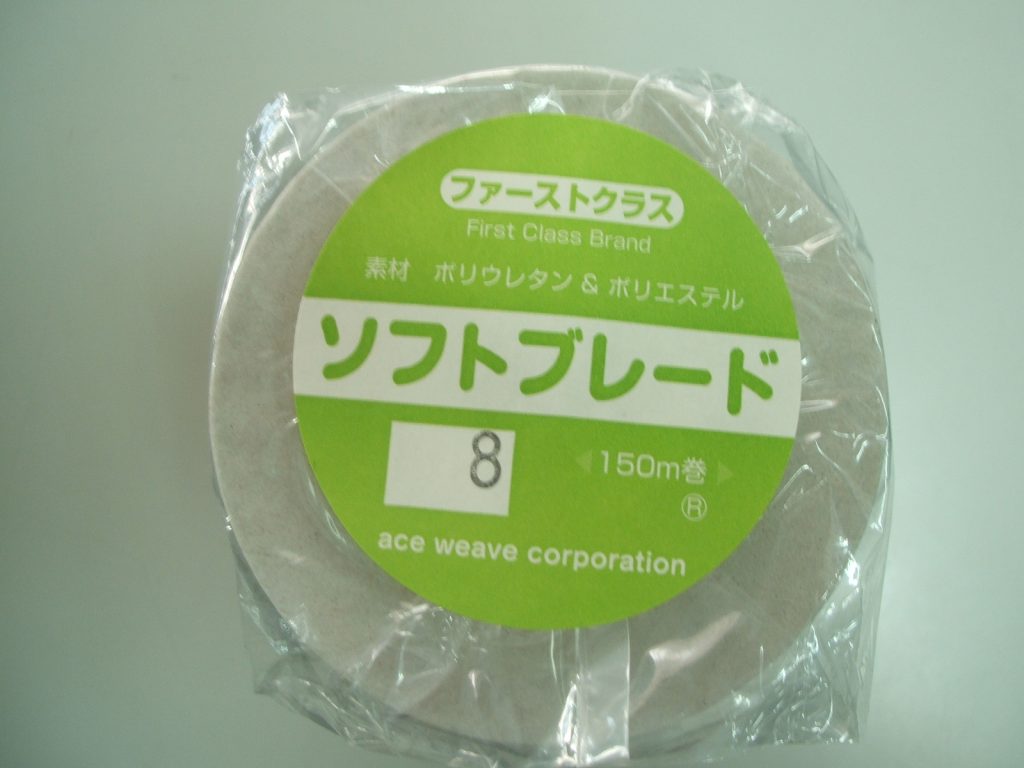 ファーストクラス
First Class Brand
素材 ポリウレタン & ポリエステル
ソフトブレード
8 ◀150m巻▶
®
ace weave corporation